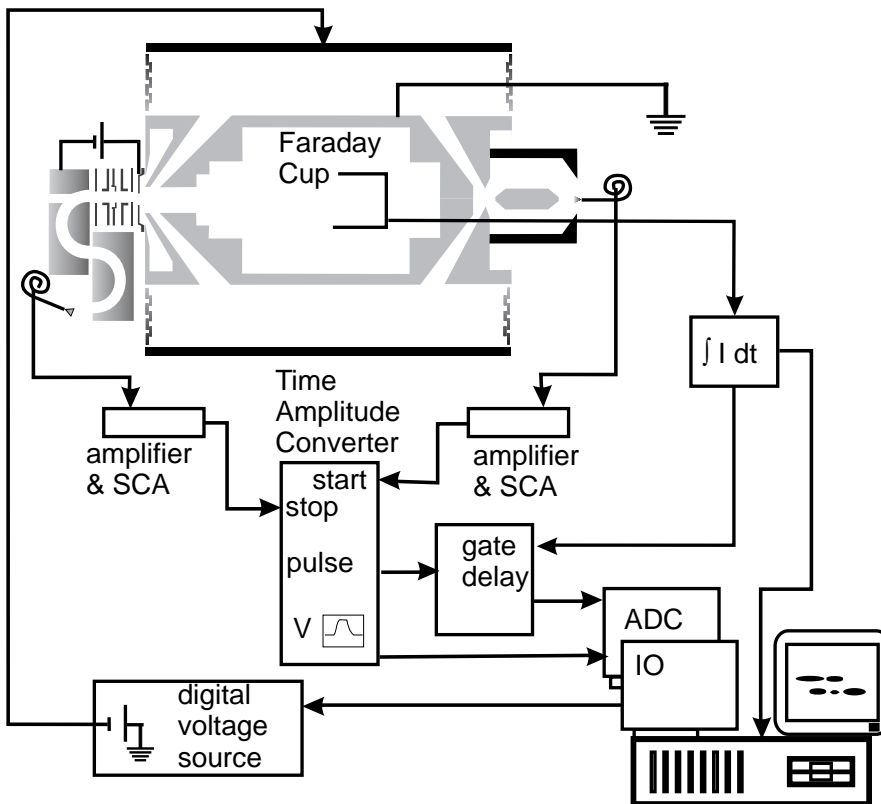 Faraday
Cup
∫ I dt
Time
Amplitude
Converter
amplifier
& SCA
amplifier
& SCA
start
stop
pulse
V
gate
delay
ADC
IO
digital
voltage
source